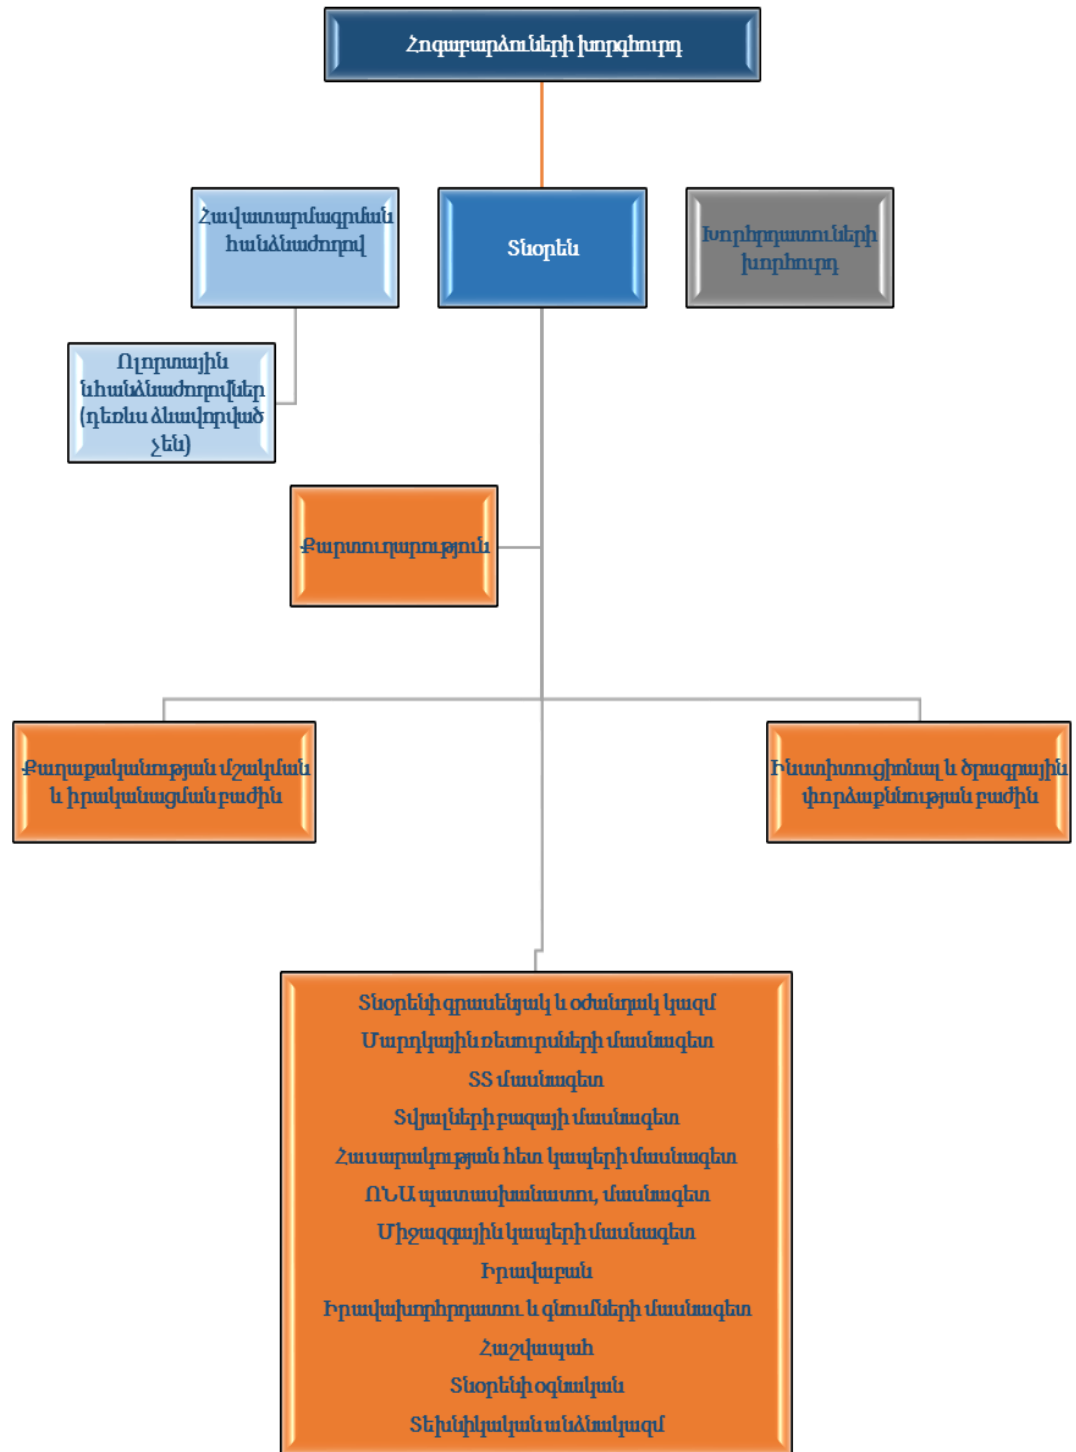 Հոգաբարձուների խորգհուրդ
Հավատարմագրման
հանձնաժողով
Տնօրեն
Խորհրդատուների
խորհուրդ
Ոլորտային
նհանձնաժողովներ
(դեռևս ձևավորված
չեն)
Քարտուղարություն
Քաղաքականության մշակման
և իրականացման բաժին
Ինստիտուցիոնալ և ծրագրային
փորձաքննության բաժին
Տնօրենի գրասենյակ և օժանդակ կազմ
Մարդկային ռեսուրսների մասնագետ
ՏՏ մասնագետ
Տվյալների բազայի մասնագետ
Հասարակության հետ կապերի մասնագետ
ՈՆԱ պատասխանատու, մասնագետ
Միջազգային կապերի մասնագետ
Իրավաբան
Իրավախորհրդատու և գնումների մասնագետ
Հաշվապահ
Տնօրենի օգնական
Տեխնիկական անձնակազմ